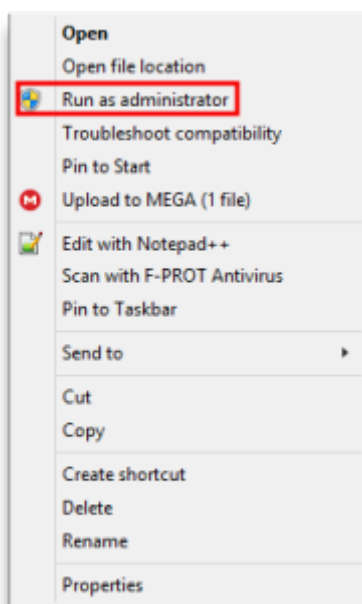 Open
Open file location
Run as administrator
Troubleshoot compatibility
Pin to Start
Upload to MEGA (1 file)
Edit with Notepad++
Scan with F-PROT Antivirus
Pin to Taskbar
Send to
Cut
Copy
Create shortcut
Delete
Rename
Properties